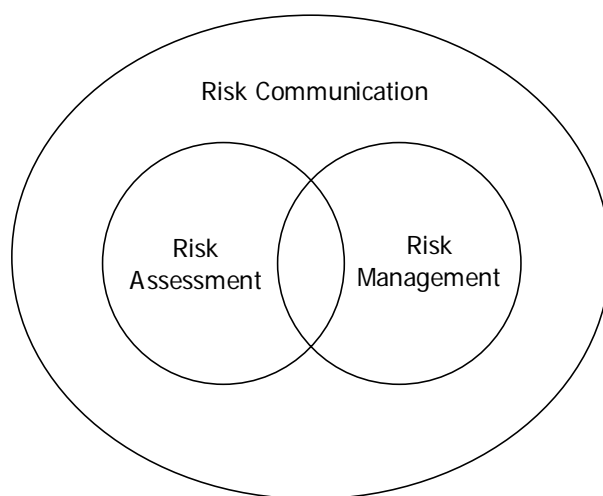 Risk Communication
Risk
Assessment
Risk
Management